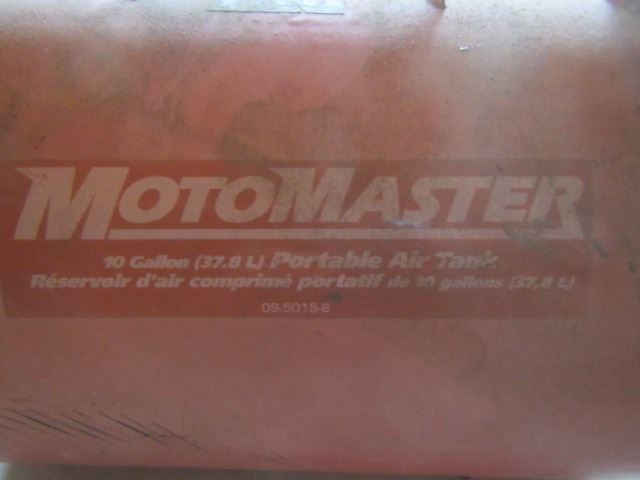 MOTOMASTER
10 Gallon (37.8 L) Portable Air Tank
Réservoir d'air comprimé portatif de 10 gallons (37,8 L)
09-5015-8